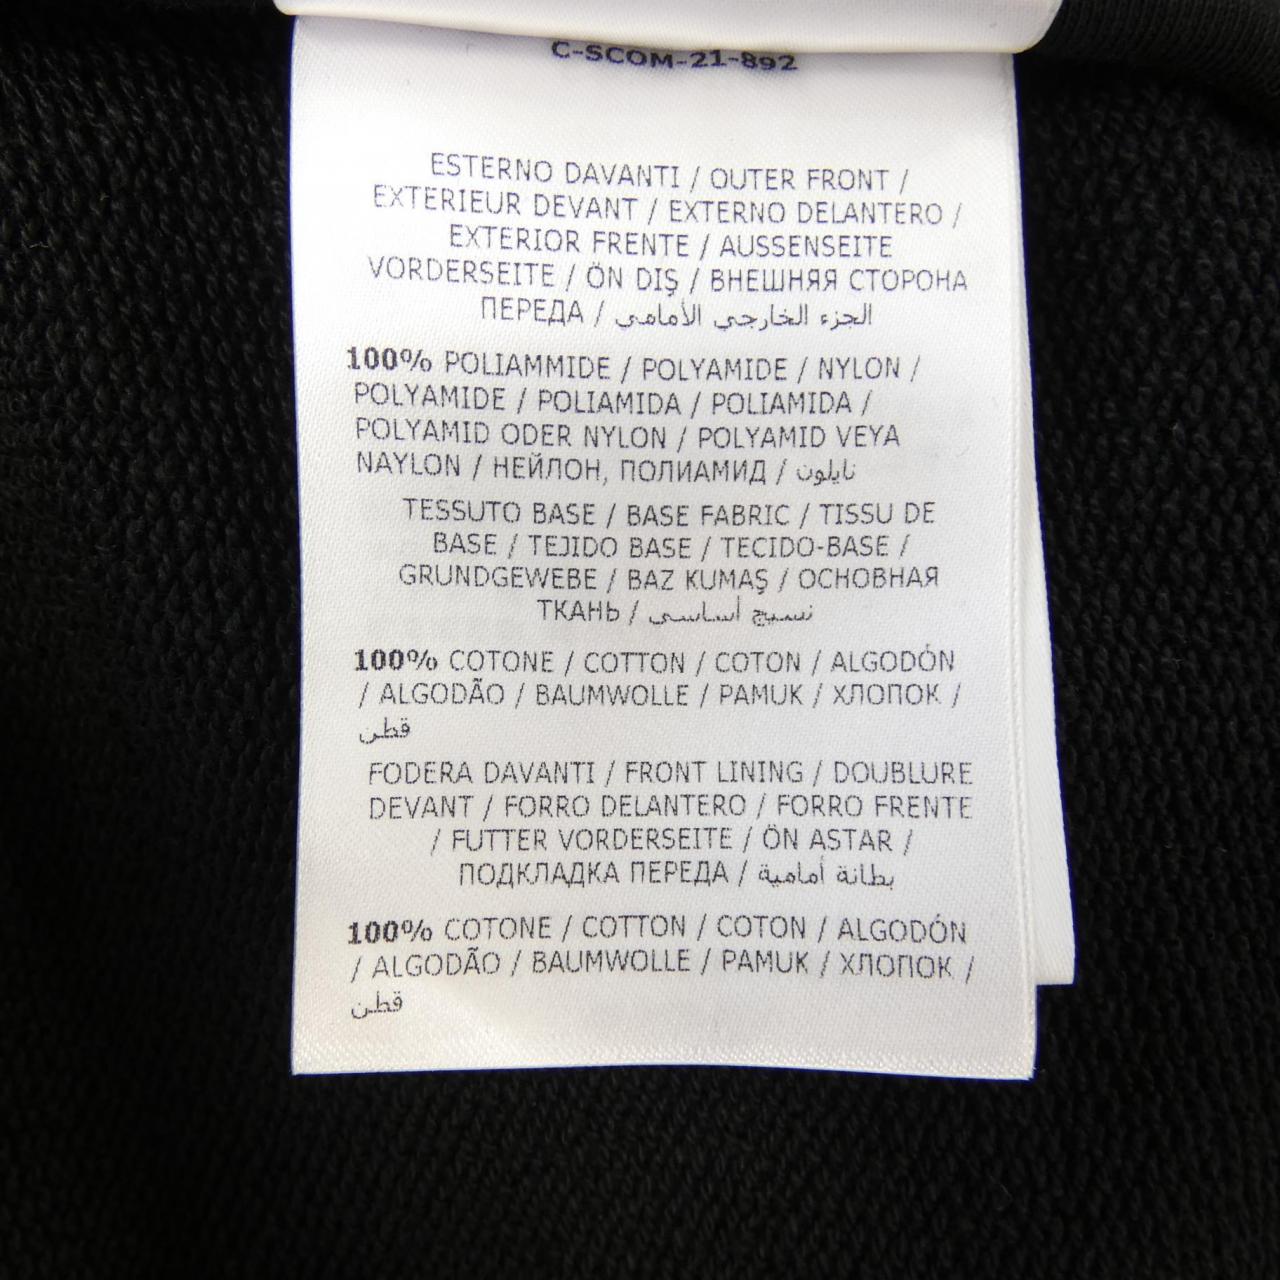 C-SCOM-21-892
ESTERNO DAVANTI / OUTER FRONT /
EXTERIEUR DEVANT / EXTERNO DELANTERO /
EXTERIOR FRENTE / AUSSENSEITE
VORDERSEITE / ÖN DIŞ / ВНЕШНЯЯ СТОРОНА
ПЕРЕДА / الجزء الخارجي الأمامي
100% POLIAMMIDE / POLYAMIDE / NYLON /
POLYAMIDE / POLIAMIDA / POLIAMIDA /
POLYAMID ODER NYLON / POLYAMID VEYA
NAYLON / НЕЙЛОН, ПОЛИАМИД / نايلون
TESSUTO BASE / BASE FABRIC / TISSU DE
BASE / TEJIDO BASE / TECIDO-BASE /
GRUNDGEWEBE / BAZ KUMAŞ / ОСНОВНАЯ
ТКАНЬ / نسيج أساسي
100% COTONE / COTTON / COTON / ALGODÓN
/ ALGODÃO / BAUMWOLLE / PAMUK / ХЛОПОК /
قطن
FODERA DAVANTI / FRONT LINING / DOUBLURE
DEVANT / FORRO DELANTERO / FORRO FRENTE
/ FUTTER VORDERSEITE / ÖN ASTAR /
ПОДКЛАДКА ПЕРЕДА / بطانة أمامية
100% COTONE / COTTON / COTON / ALGODÓN
/ ALGODÃO / BAUMWOLLE / PAMUK / ХЛОПОК /
قطن